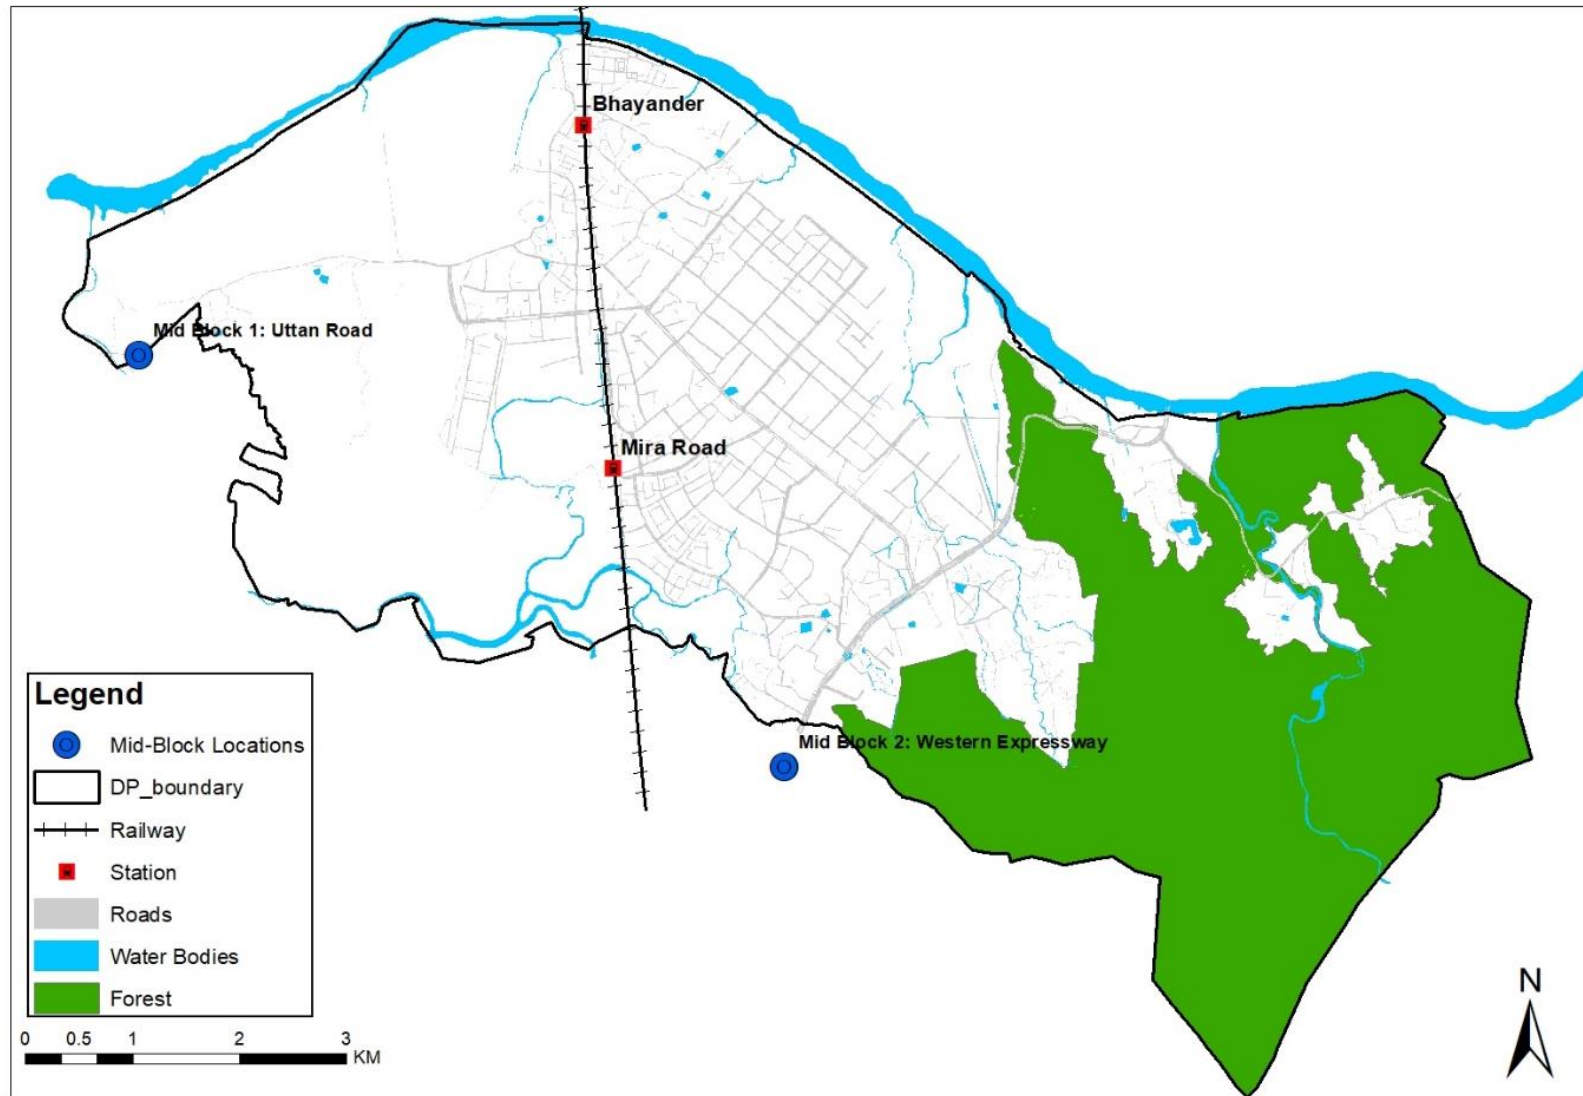 Bhayander
Mid Block 1: Uttan Road
Mira Road
Mid Block 2: Western Expressway
Legend
Mid-Block Locations
DP_boundary
Railway
Station
Roads
Water Bodies
Forest
0 0.5 1 2 3
KM
N